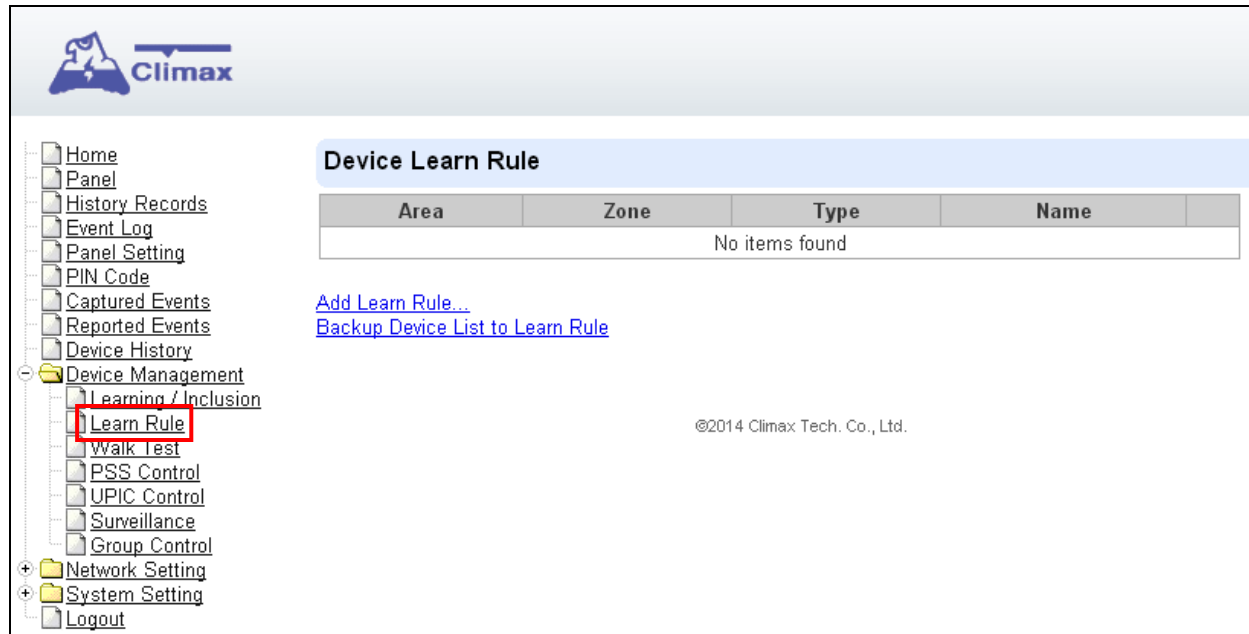 Climax
Home
Panel
History Records
Event Log
Panel Setting
PIN Code
Captured Events
Reported Events
Device History
Device Management
Learning / Inclusion
Learn Rule
Walk Test
PSS Control
UPIC Control
Surveillance
Group Control
Network Setting
System Setting
Logout
Device Learn Rule
Area Zone Type Name
No items found
Add Learn Rule...
Backup Device List to Learn Rule
©2014 Climax Tech. Co., Ltd.